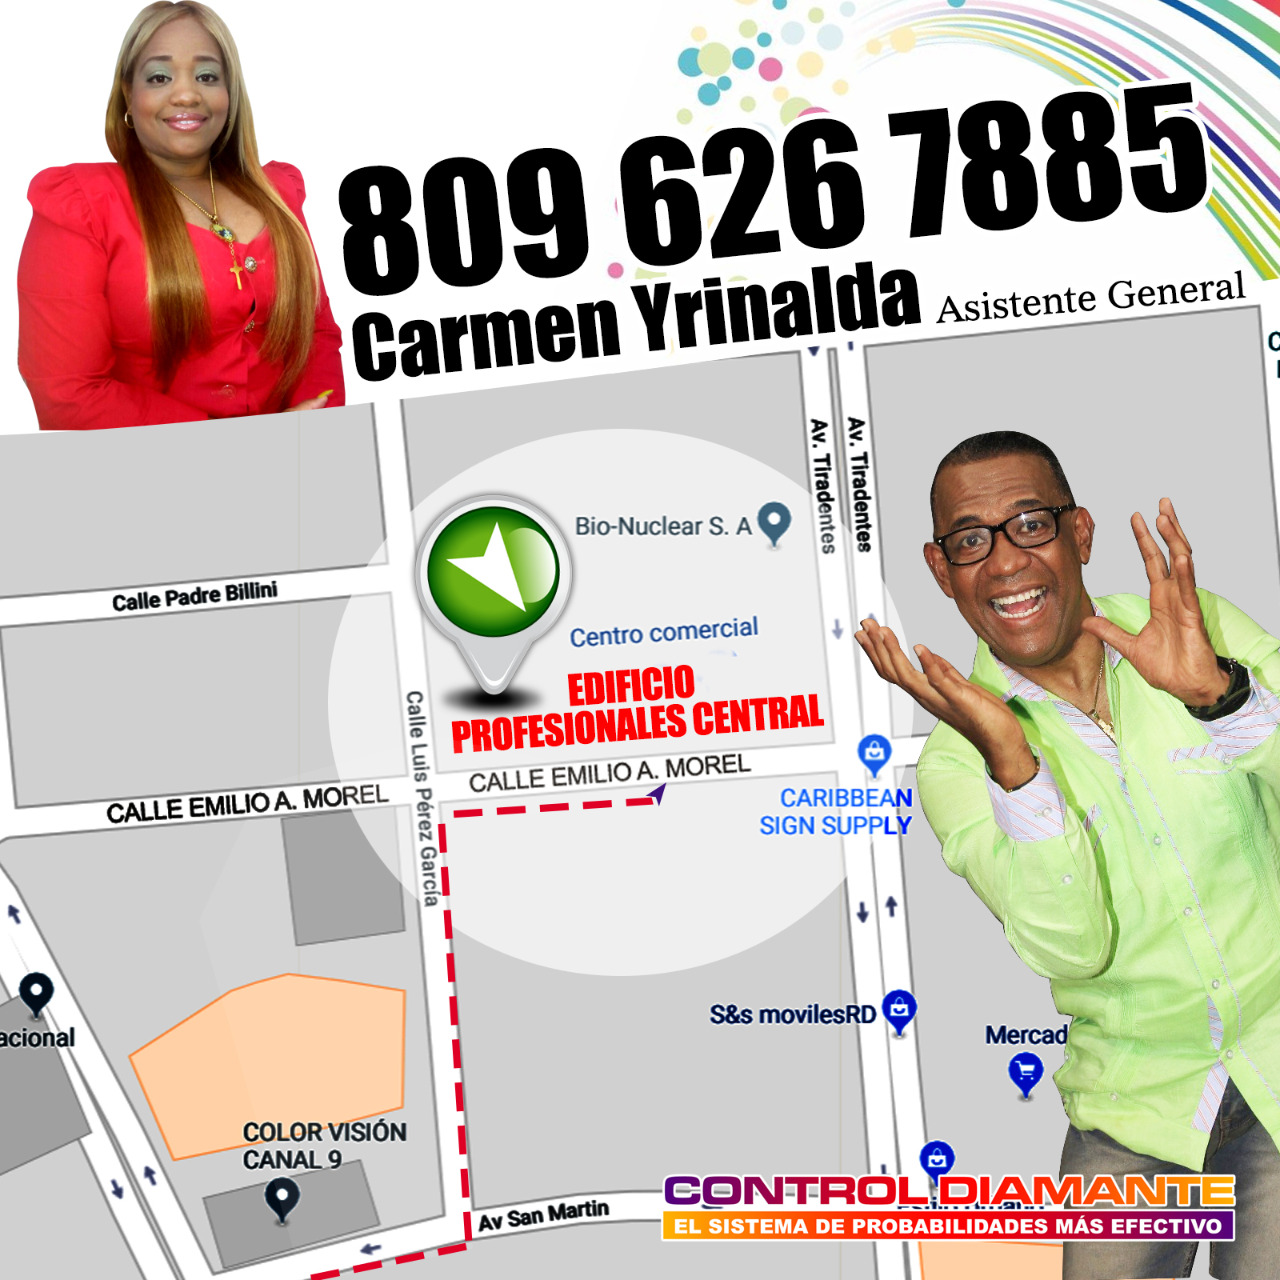 809 626 7885
Carmen Yrinalda Asistente General
Av. Tiradentes
Av. Tiradentes
Bio-Nuclear S. A
Calle Padre Billini
Centro comercial
EDIFICIO
PROFESIONALES CENTRAL
Calle Luis Pérez García
CALLE EMILIO A. MOREL
CALLE EMILIO A. MOREL
CARIBBEAN
SIGN SUPPLY
S&s movilesRD
acional
Mercad
COLOR VISIÓN
CANAL 9
Av San Martin
CONTROL DIAMANTE
EL SISTEMA DE PROBABILIDADES MÁS EFECTIVO